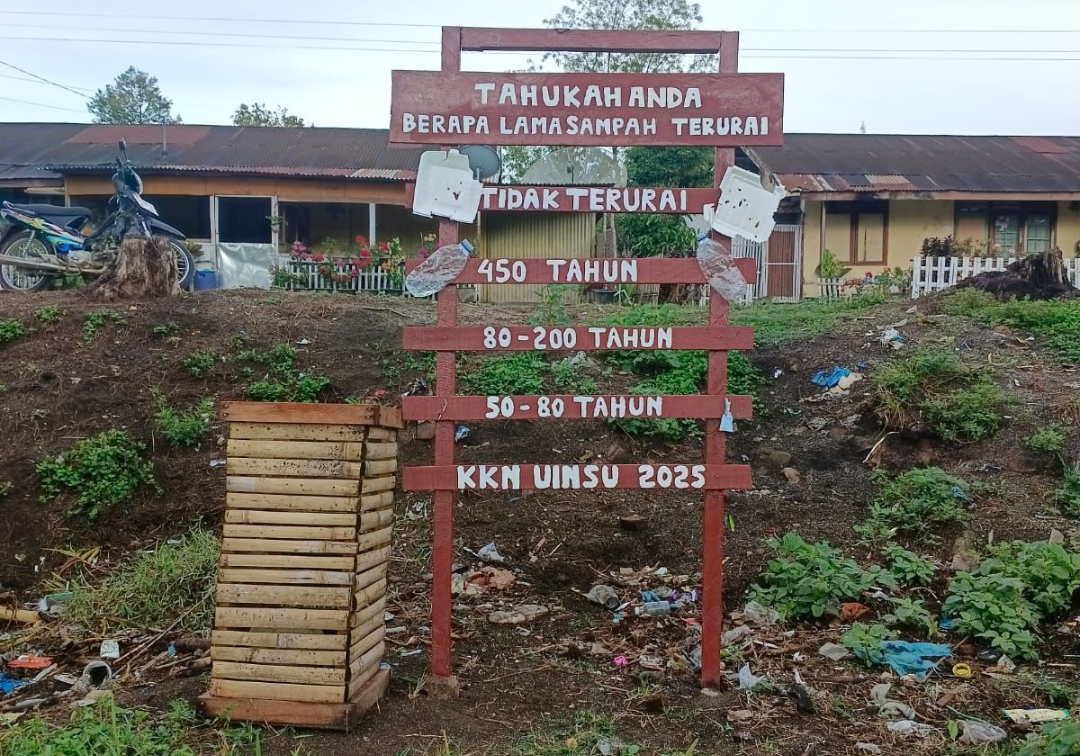 TAHUKAH ANDA
BERAPA LAMA SAMPAH TERURAI
TIDAK TERURAI
450 TAHUN
80-200 TAHUN
50-80 TAHUN
KKN UINSU 2025